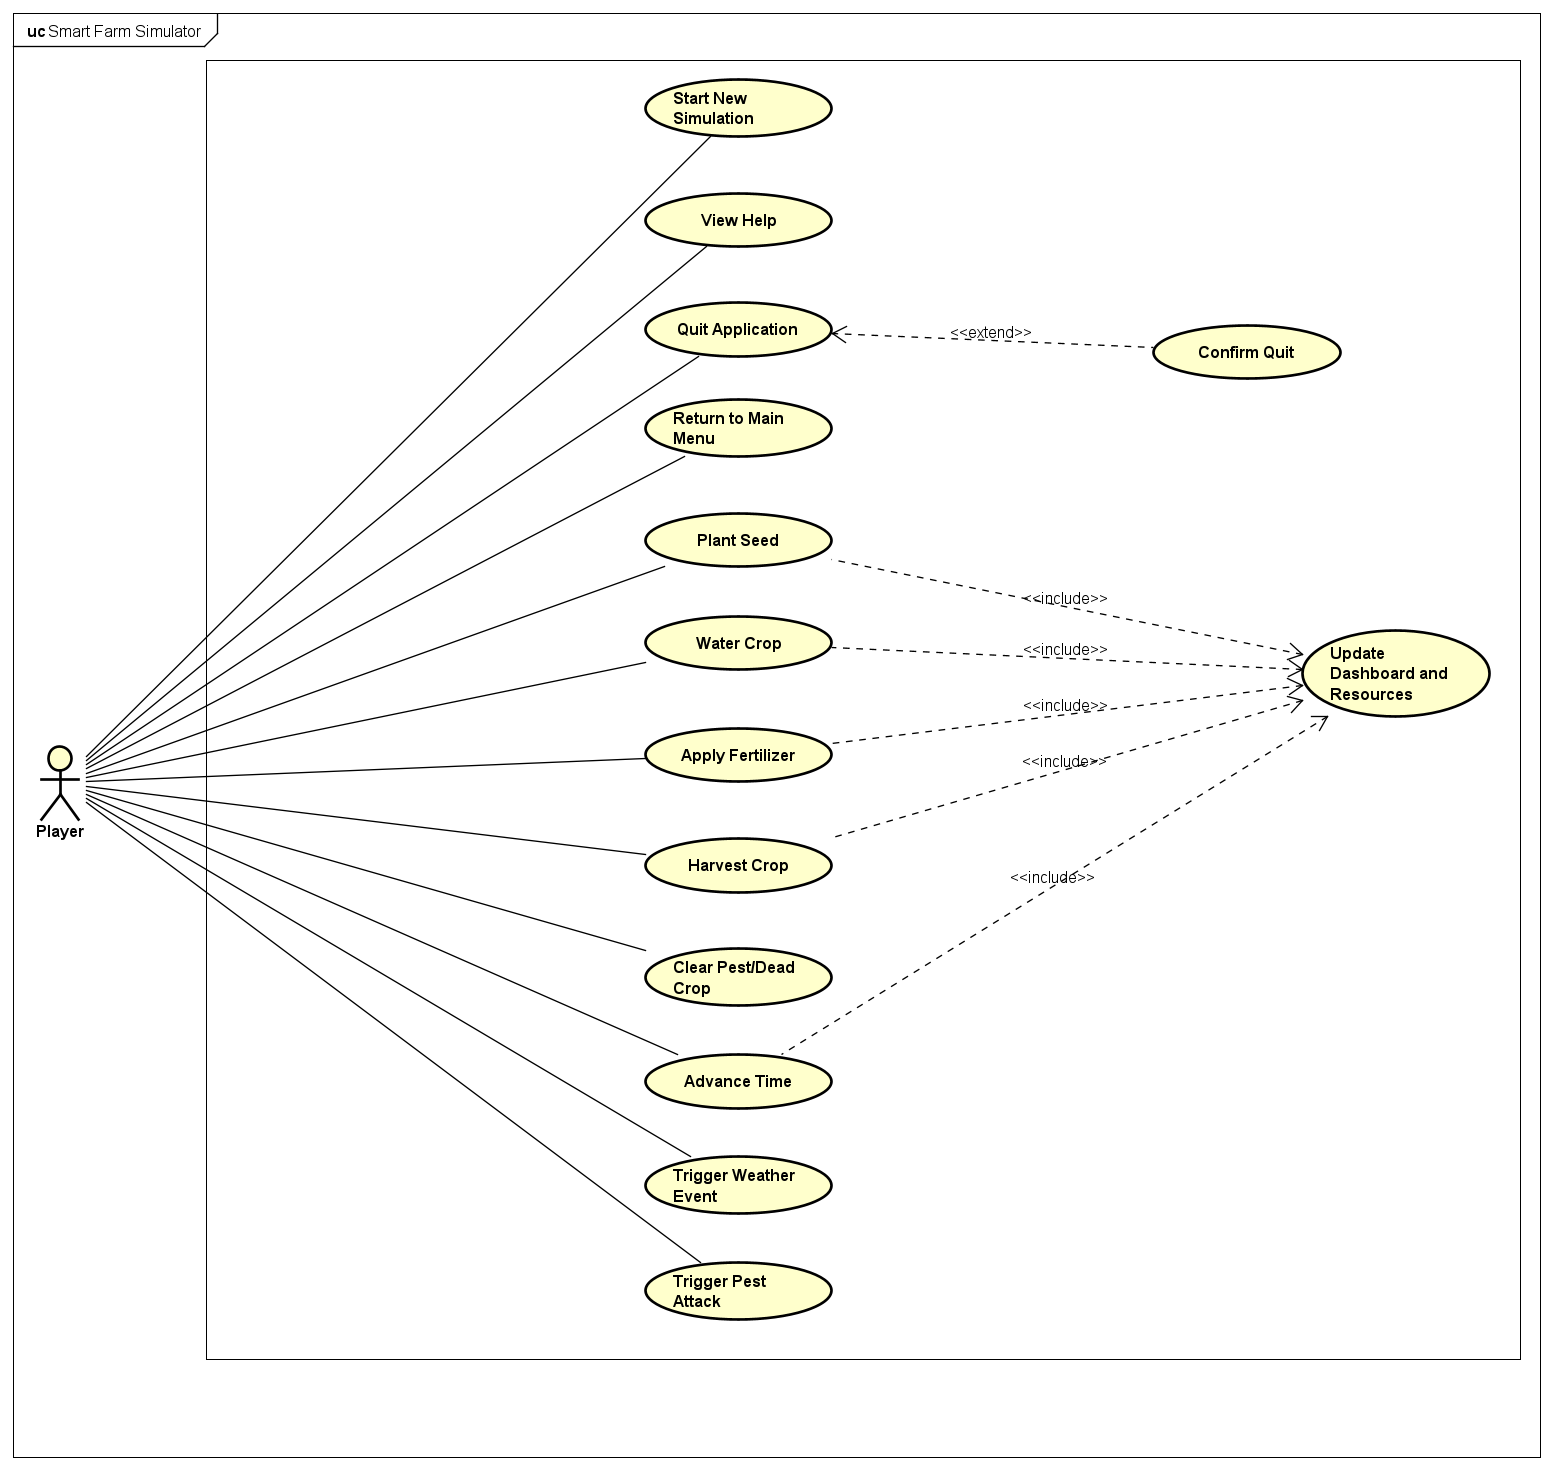 uc Smart Farm Simulator
Start New
Simulation
View Help
Quit Application
<<extend>>
Confirm Quit
Return to Main
Menu
Plant Seed
<<include>>
Water Crop
<<include>>
Update
Dashboard and
Resources
<<include>>
Apply Fertilizer
<<include>>
Player
Harvest Crop
<<include>>
Clear Pest/Dead
Crop
Advance Time
Trigger Weather
Event
Trigger Pest
Attack